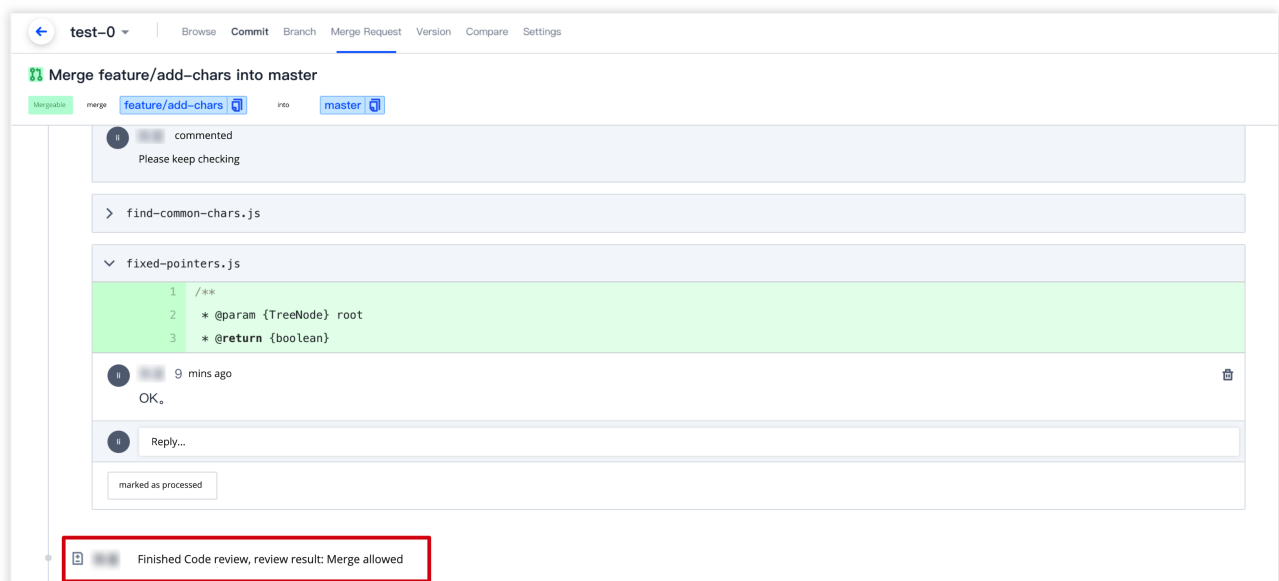 test-0 Browse Commit Branch Merge Request Version Compare Settings
Merge feature/add-chars into master
Mergeable merge feature/add-chars into master
li commented
Please keep checking
find-common-chars.js
fixed-pointers.js
1 /**
2 * @param {TreeNode} root
3 * @return {boolean}
li 9 mins ago
OK。
li Reply...
marked as processed
Finished Code review, review result: Merge allowed